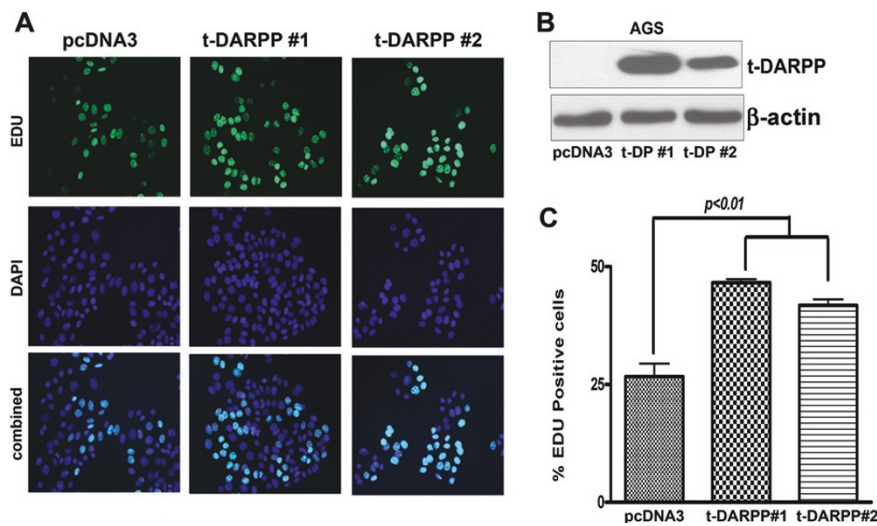 A
pcDNA3
t-DARPP #1
t-DARPP #2
EDU
DAPI
combined
B
AGS
t-DARPP
β-actin
pcDNA3 t-DP #1 t-DP #2
C
p<0.01
% EDU Positive cells
50
25
0
pcDNA3 t-DARPP#1 t-DARPP#2